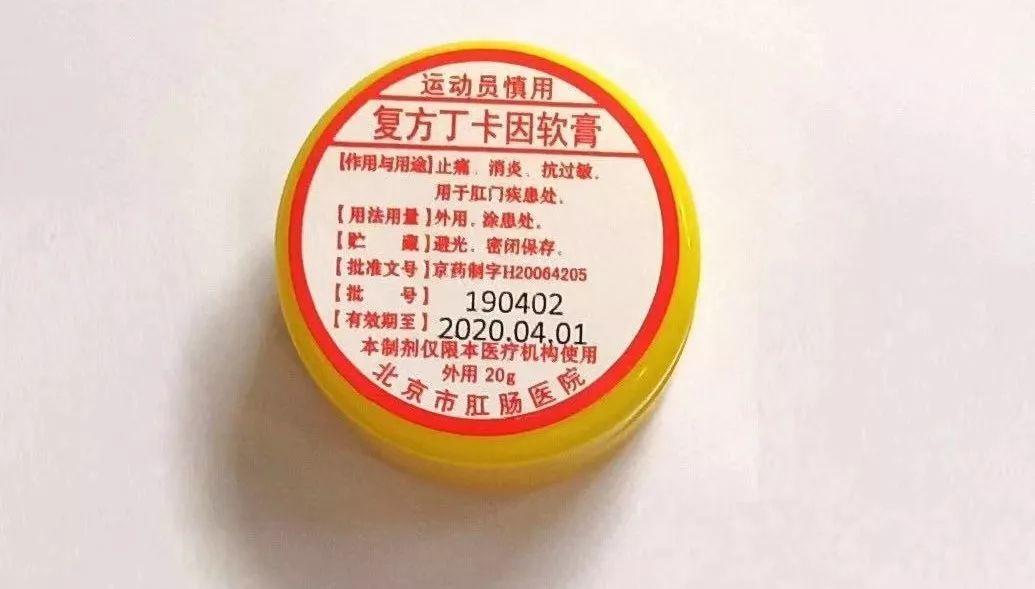 运动员慎用
复方丁卡因软膏
【作用与用途】止痛、消炎、抗过敏。
用于肛门疾患处。
【用法用量】外用。涂患处。
【贮 藏】避光、密闭保存。
【批准文号】京药制字H20064205
【批 号】190402
【有效期至】2020.04.01
本制剂仅限本医疗机构使用
外用 20g
北京市肛肠医院